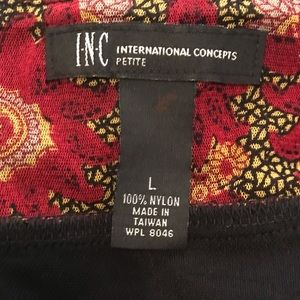 I·N·C INTERNATIONAL CONCEPTS
PETITE
L
100% NYLON
MADE IN
TAIWAN
WPL 8046